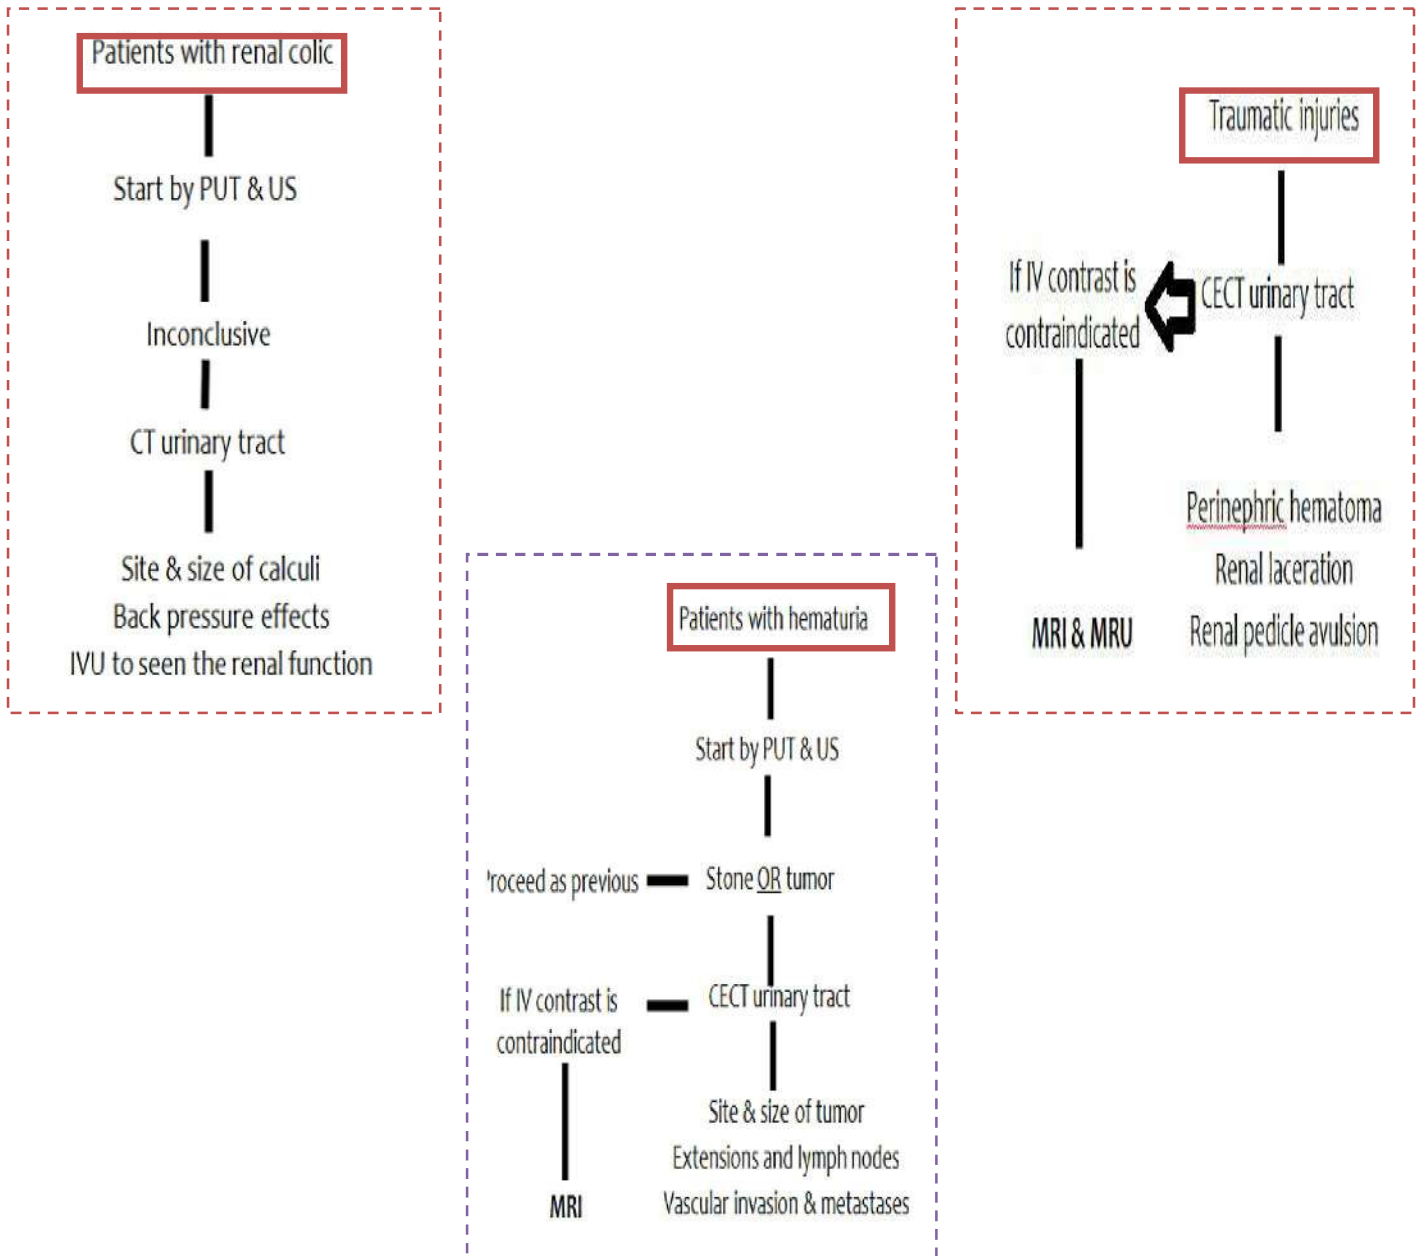 Patients with renal colic
Start by PUT & US
Inconclusive
CT urinary tract
Site & size of calculi
Back pressure effects
IVU to seen the renal function
Patients with hematuria
Start by PUT & US
Stone OR tumor
roceed as previous
CECT urinary tract
If IV contrast is
contraindicated
MRI
Site & size of tumor
Extensions and lymph nodes
Vascular invasion & metastases
Traumatic injuries
CECT urinary tract
If IV contrast is
contraindicated
MRI & MRU
Perinephric hematoma
Renal laceration
Renal pedicle avulsion